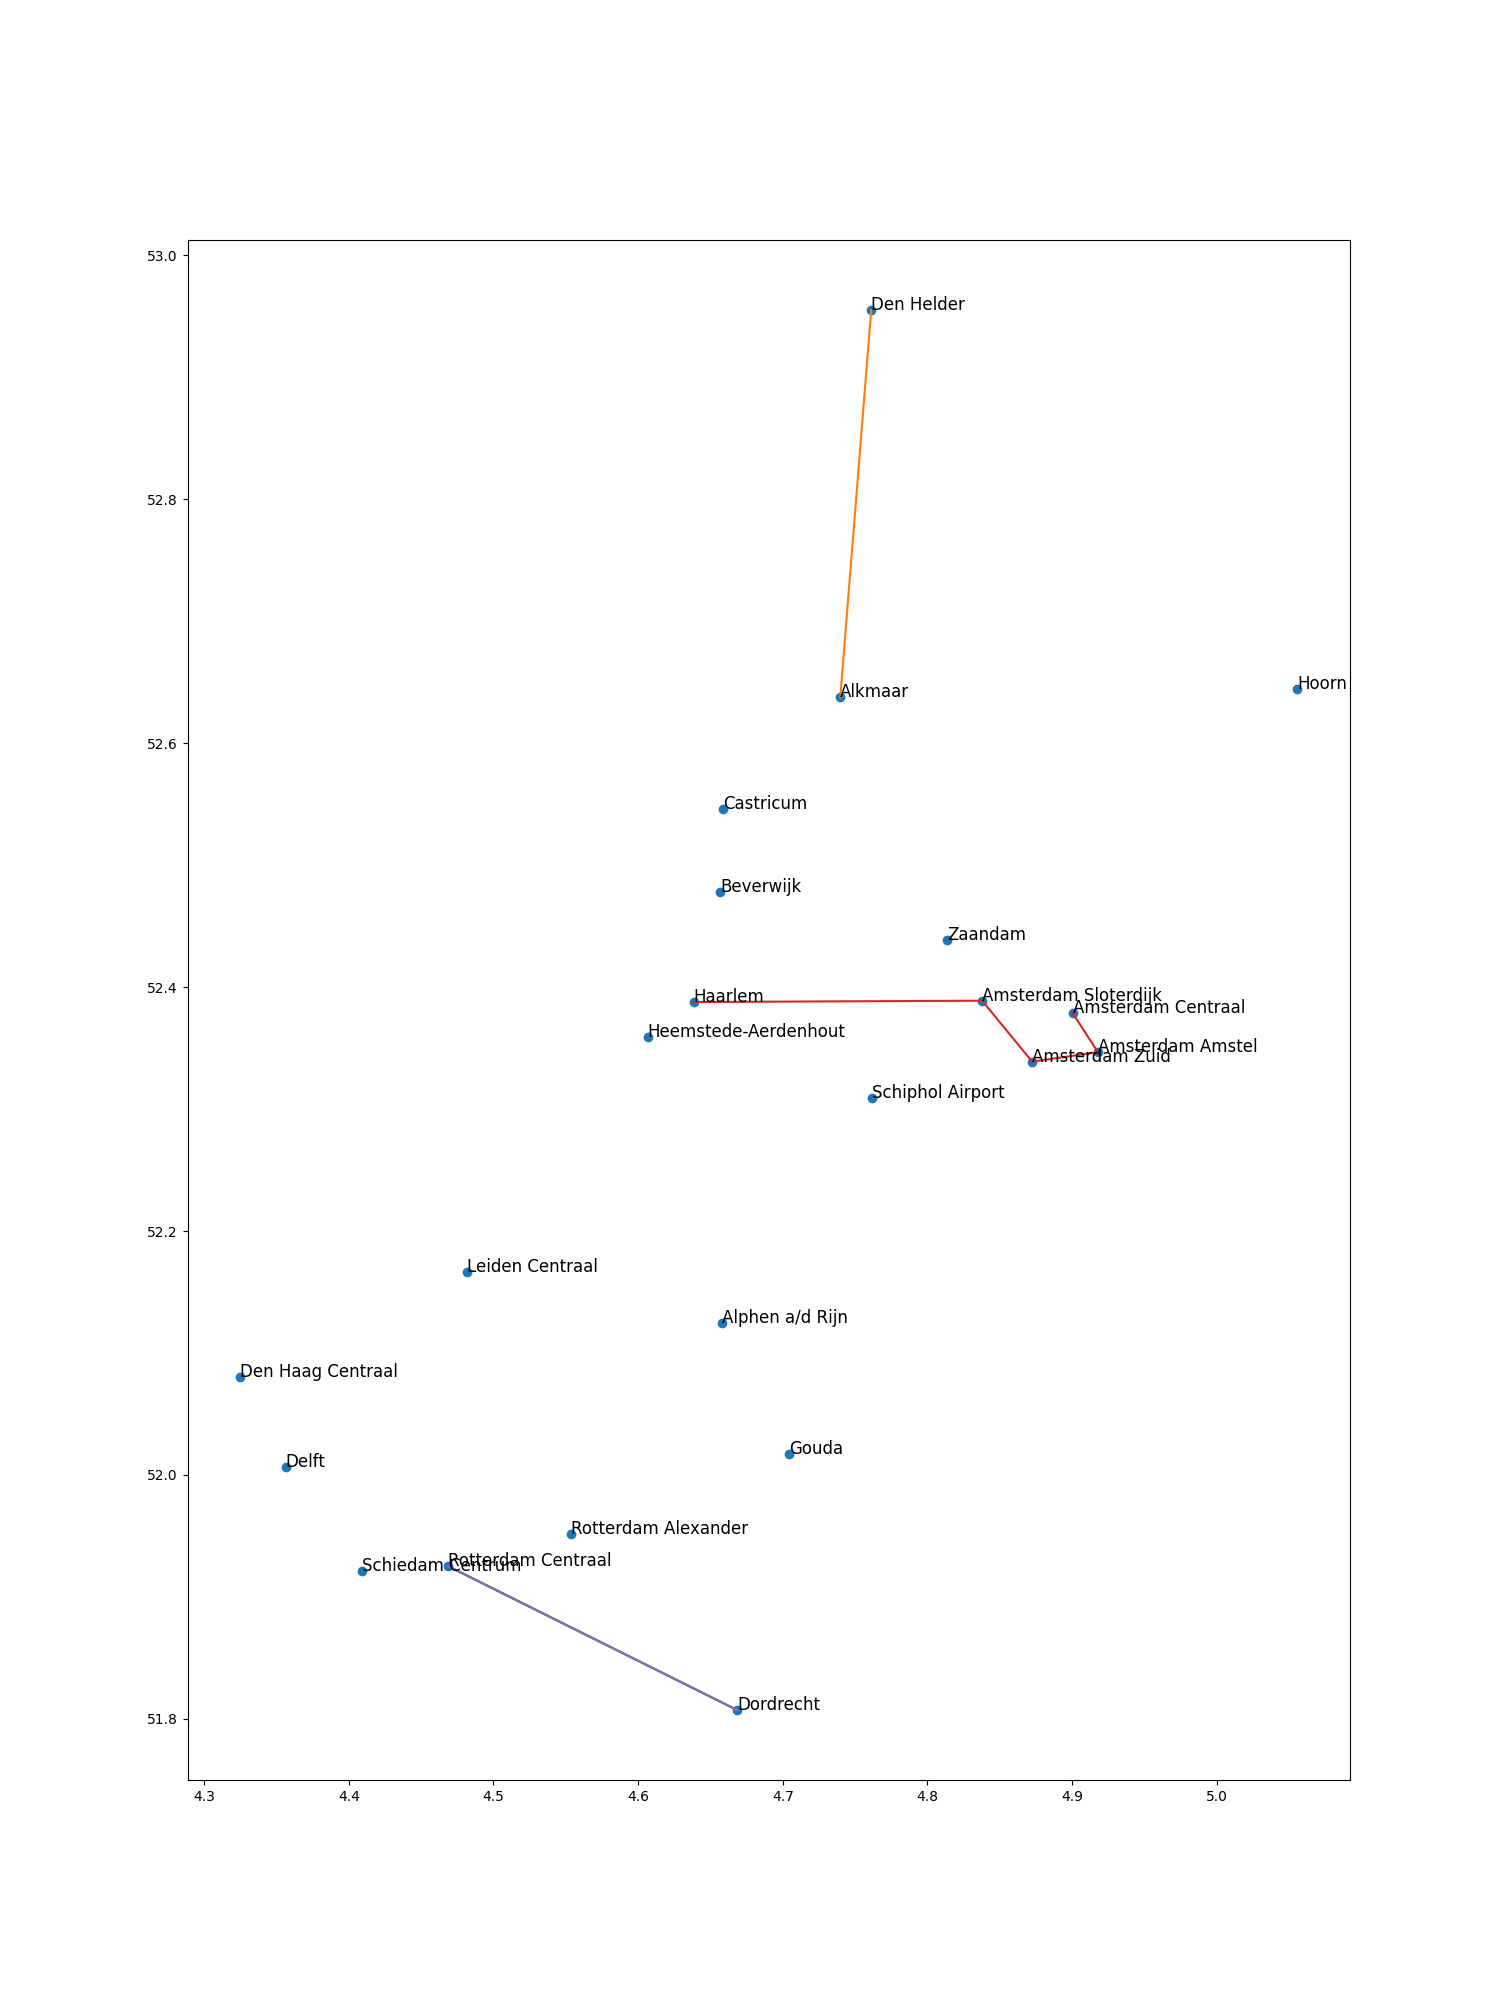 53.0
Den Helder
52.8
Alkmaar
Hoorn
52.6
Castricum
Beverwijk
Zaandam
52.4
Haarlem
Amsterdam Sloterdijk
Amsterdam Centraal
Heemstede-Aerdenhout
Amsterdam Amstel
Amsterdam Zuid
Schiphol Airport
52.2
Leiden Centraal
Alphen a/d Rijn
Den Haag Centraal
Gouda
Delft
52.0
Rotterdam Alexander
Rotterdam Centraal
Schiedam Centrum
Dordrecht
51.8
4.3 4.4 4.5 4.6 4.7 4.8 4.9 5.0